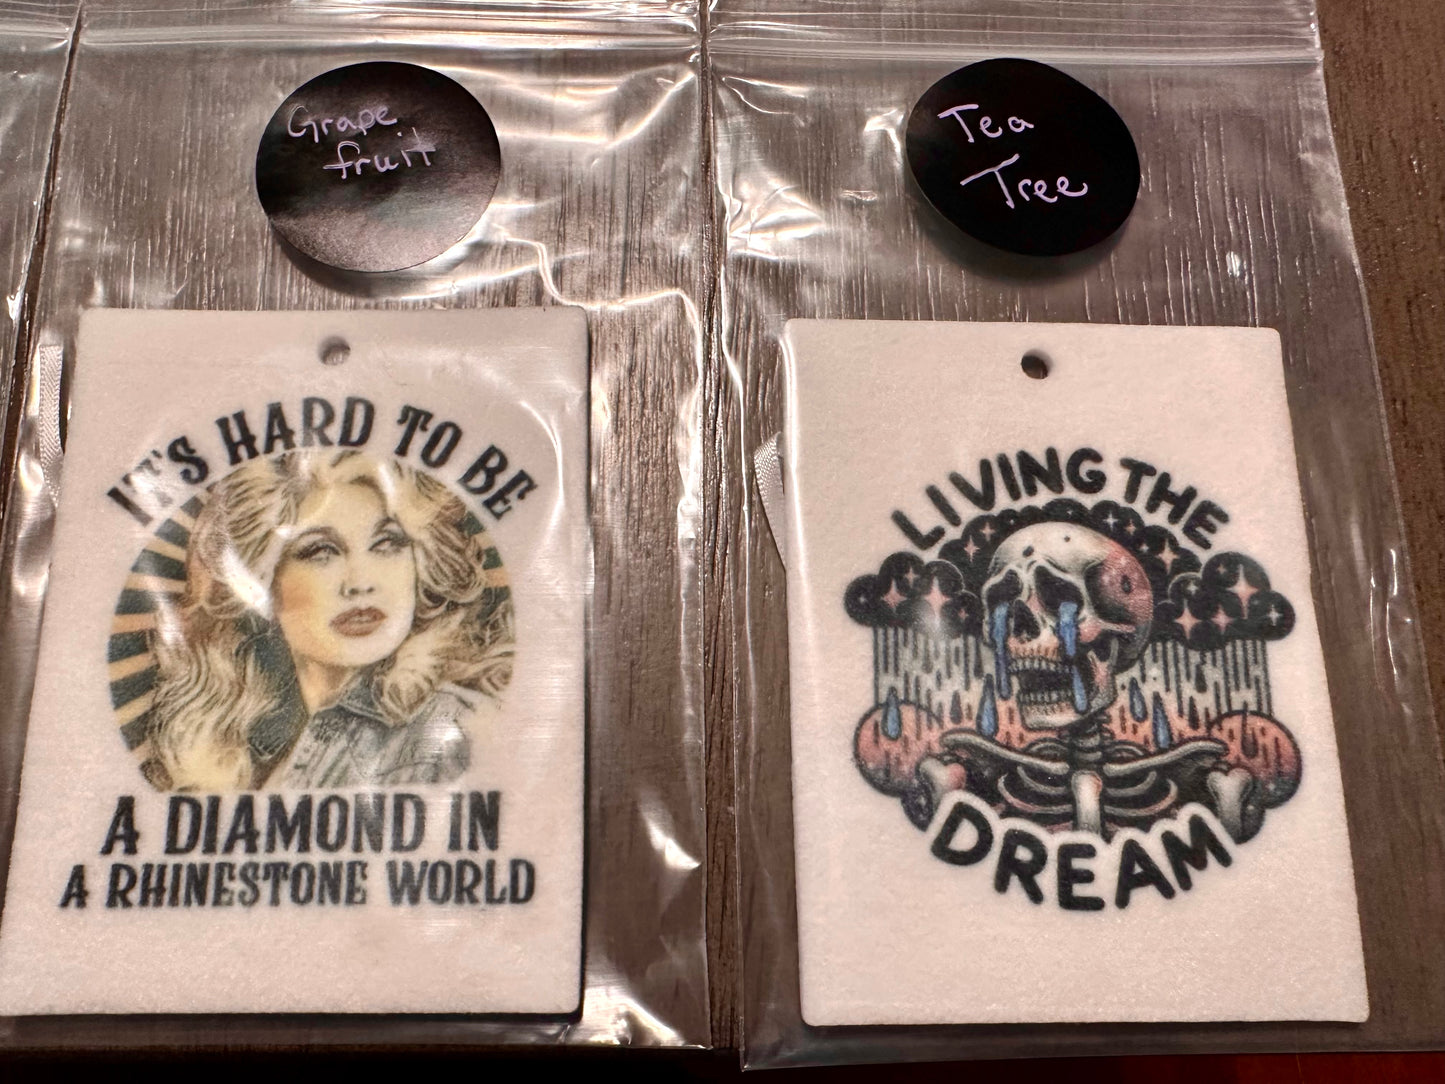 Grape
fruit
IT'S HARD TO BE
A DIAMOND IN
A RHINESTONE WORLD
Tea
Tree
LIVING THE
DREAM